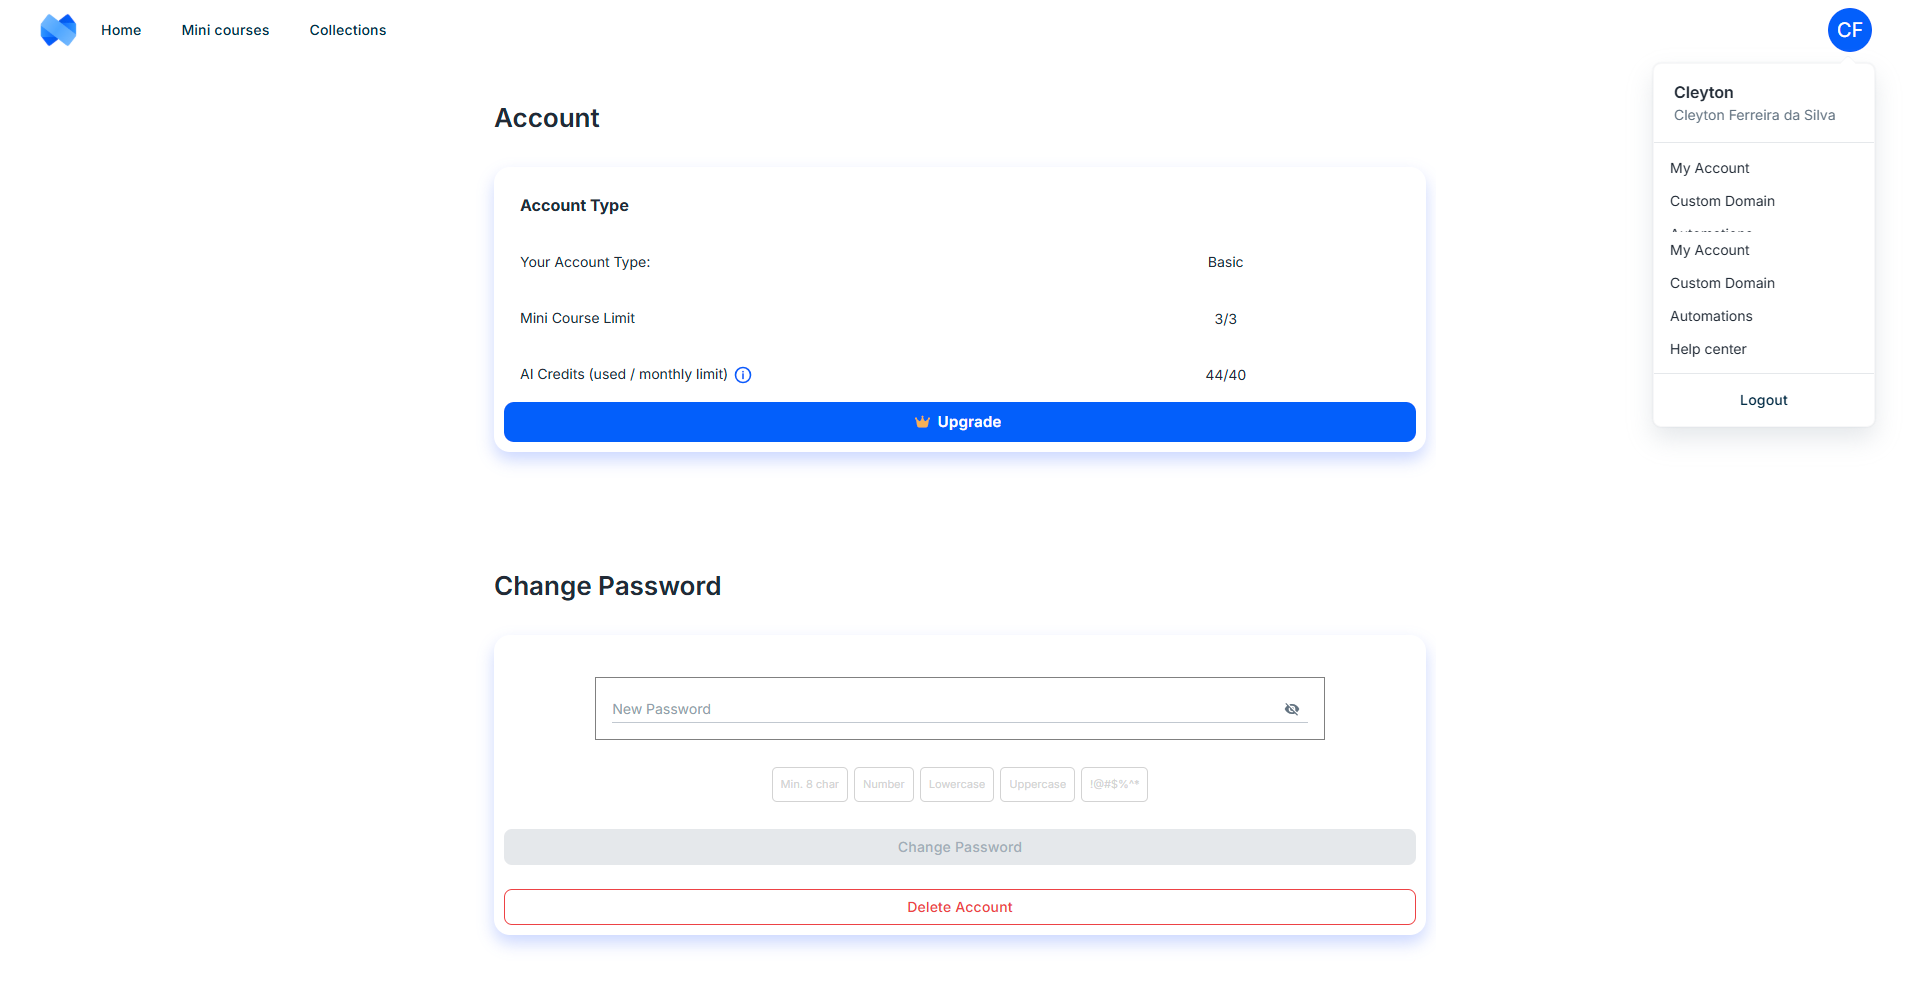 Home Mini courses Collections CF
Cleyton
Cleyton Ferreira da Silva
My Account
Custom Domain
Automations
My Account
Custom Domain
Automations
Help center
Logout
Account
Account Type
Your Account Type: Basic
Mini Course Limit 3/3
AI Credits (used / monthly limit) 44/40
Upgrade
Change Password
New Password
Min. 8 char Number Lowercase Uppercase !@#$%^*
Change Password
Delete Account